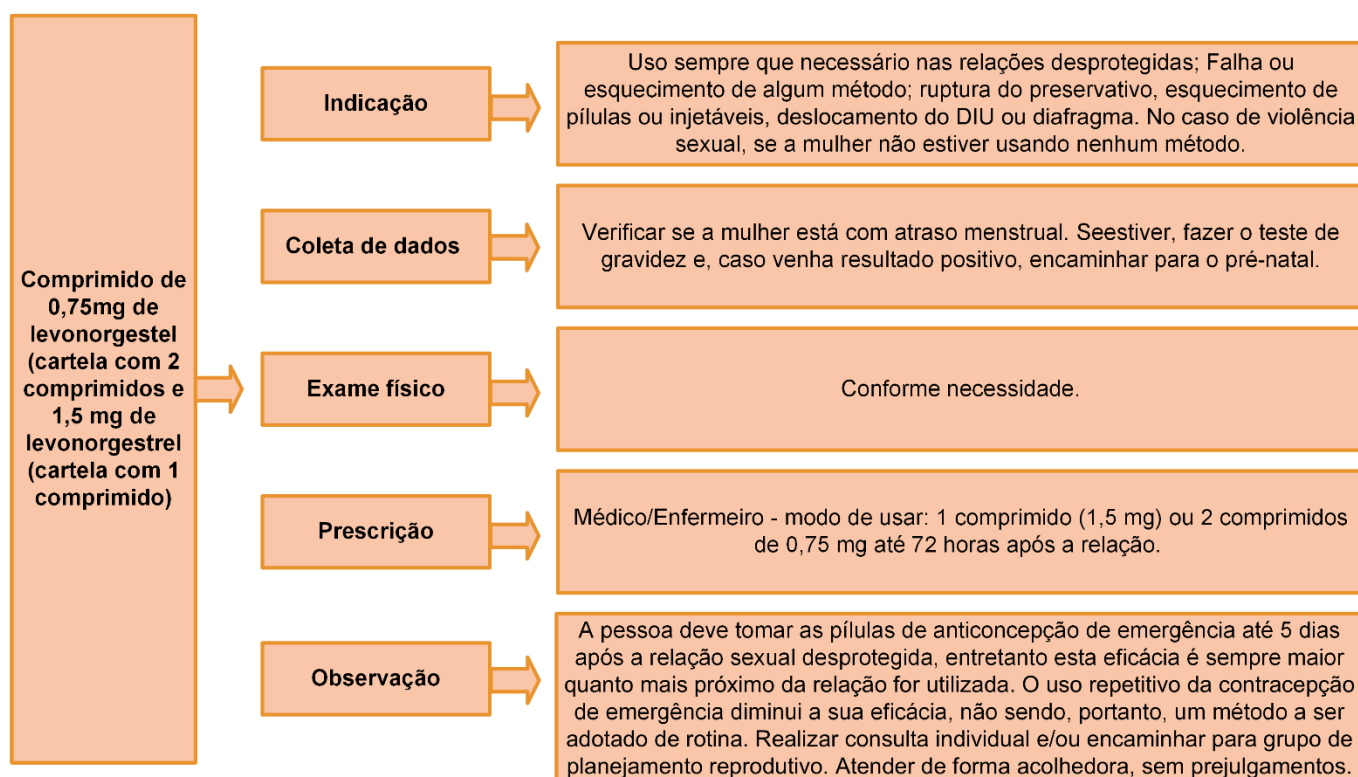 Comprimido de
0,75mg de
levonorgestel
(cartela com 2
comprimidos e
1,5 mg de
levonorgestrel
(cartela com 1
comprimido)
Indicação
Uso sempre que necessário nas relações desprotegidas; Falha ou
esquecimento de algum método; ruptura do preservativo, esquecimento de
pílulas ou injetáveis, deslocamento do DIU ou diafragma. No caso de violência
sexual, se a mulher não estiver usando nenhum método.
Coleta de dados
Verificar se a mulher está com atraso menstrual. Seestiver, fazer o teste de
gravidez e, caso venha resultado positivo, encaminhar para o pré-natal.
Exame físico
Conforme necessidade.
Prescrição
Médico/Enfermeiro - modo de usar: 1 comprimido (1,5 mg) ou 2 comprimidos
de 0,75 mg até 72 horas após a relação.
Observação
A pessoa deve tomar as pílulas de anticoncepção de emergência até 5 dias
após a relação sexual desprotegida, entretanto esta eficácia é sempre maior
quanto mais próximo da relação for utilizada. O uso repetitivo da contracepção
de emergência diminui a sua eficácia, não sendo, portanto, um método a ser
adotado de rotina. Realizar consulta individual e/ou encaminhar para grupo de
planejamento reprodutivo. Atender de forma acolhedora, sem prejulgamentos.